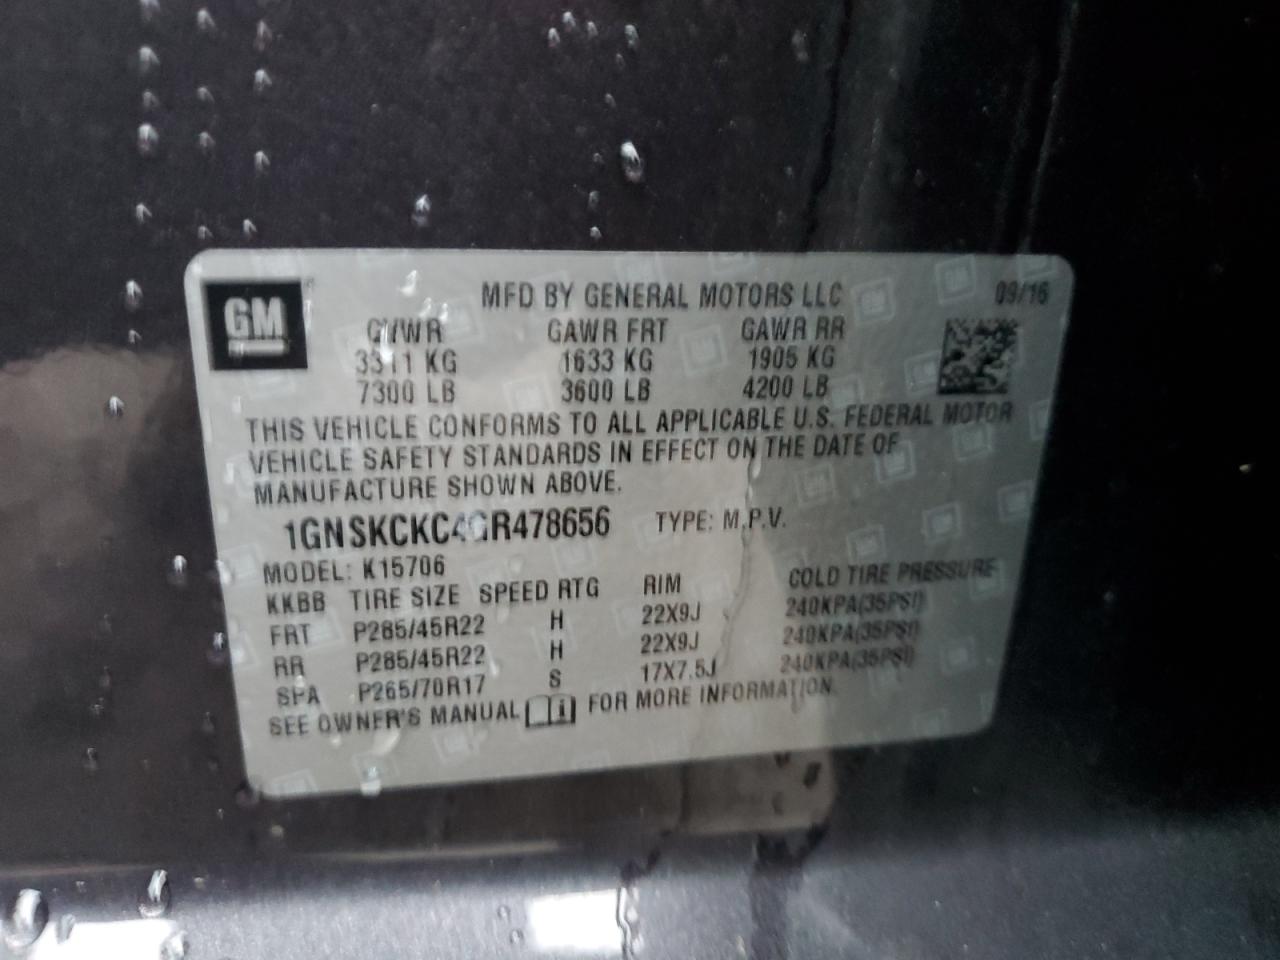 GM
MFD BY GENERAL MOTORS LLC 09/16
GVWR GAWR FRT GAWR RR
3311 KG 1633 KG 1905 KG
7300 LB 3600 LB 4200 LB
THIS VEHICLE CONFORMS TO ALL APPLICABLE U.S. FEDERAL MOTOR
VEHICLE SAFETY STANDARDS IN EFFECT ON THE DATE OF
MANUFACTURE SHOWN ABOVE.
1GNSKCKC4GR478656 TYPE: M.P.V.
MODEL: K15706
KKBB TIRE SIZE SPEED RTG RIM COLD TIRE PRESSURE
FRT P285/45R22 H 22X9J 240KPA(35PSI)
RR P285/45R22 H 22X9J 240KPA(35PSI)
SPA P265/70R17 S 17X7.5J 240KPA(35PSI)
SEE OWNER'S MANUAL FOR MORE INFORMATION.